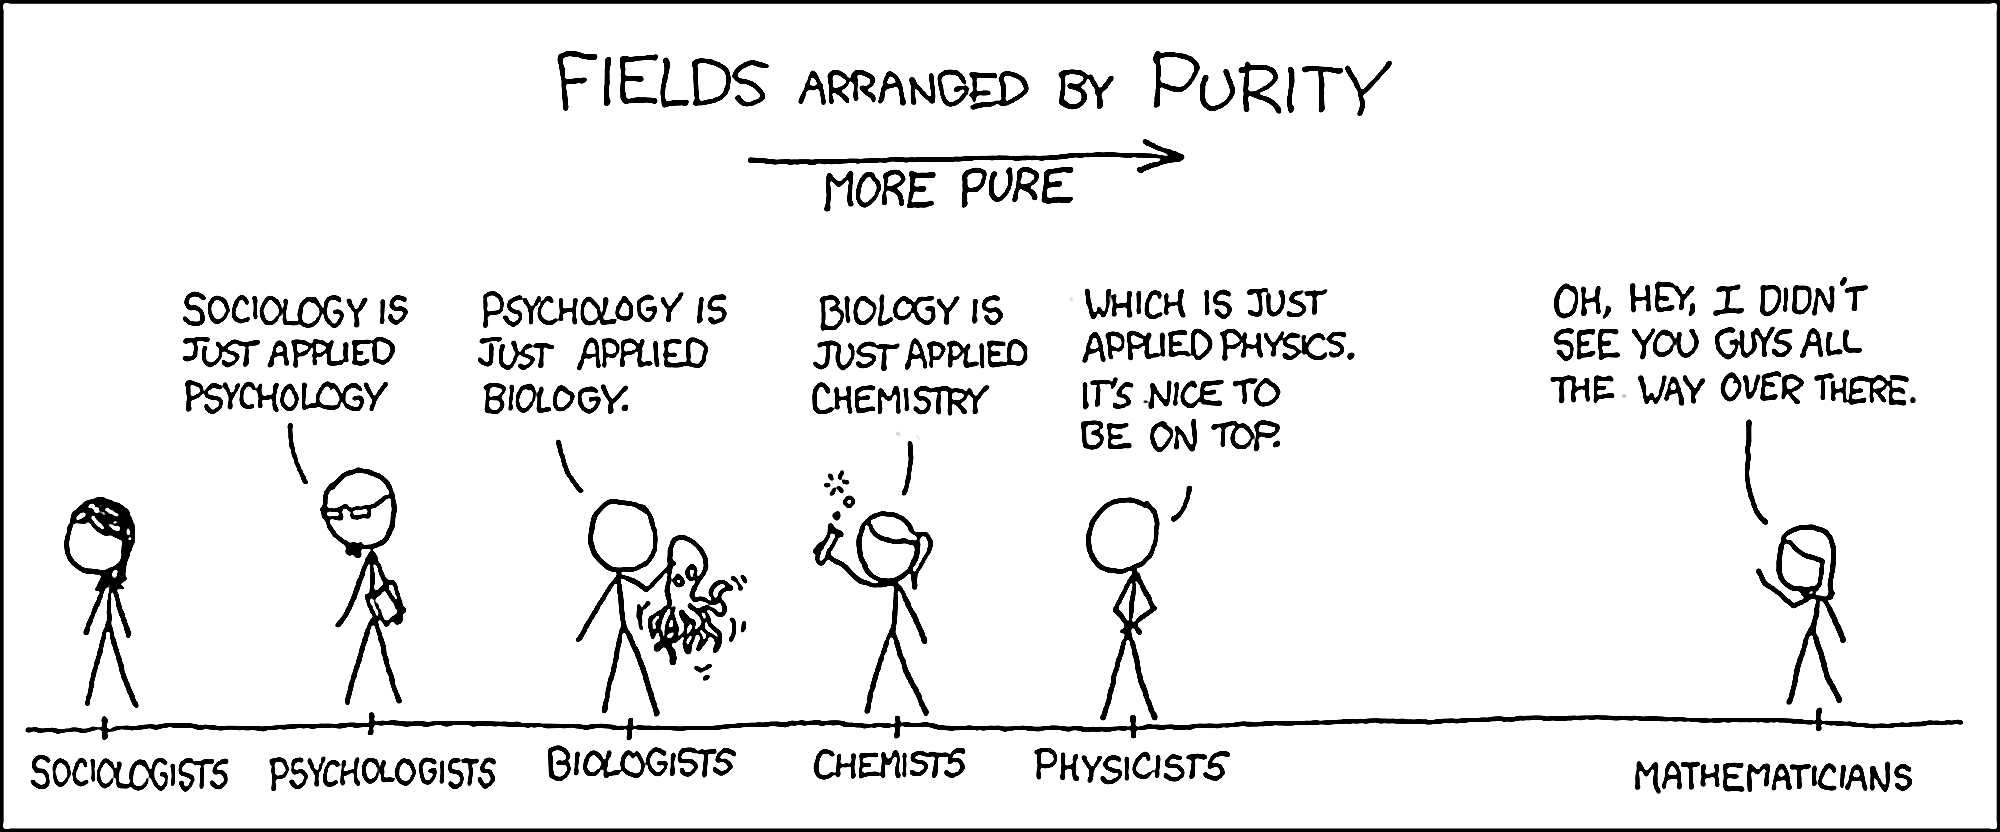 FIELDS ARRANGED BY PURITY
MORE PURE
SOCIOLOGY IS
JUST APPLIED
PSYCHOLOGY
PSYCHOLOGY IS
JUST APPLIED
BIOLOGY.
BIOLOGY IS
JUST APPLIED
CHEMISTRY
WHICH IS JUST
APPLIED PHYSICS.
IT'S NICE TO
BE ON TOP.
OH, HEY, I DIDN'T
SEE YOU GUYS ALL
THE WAY OVER THERE.
SOCIOLOGISTS
PSYCHOLOGISTS
BIOLOGISTS
CHEMISTS
PHYSICISTS
MATHEMATICIANS